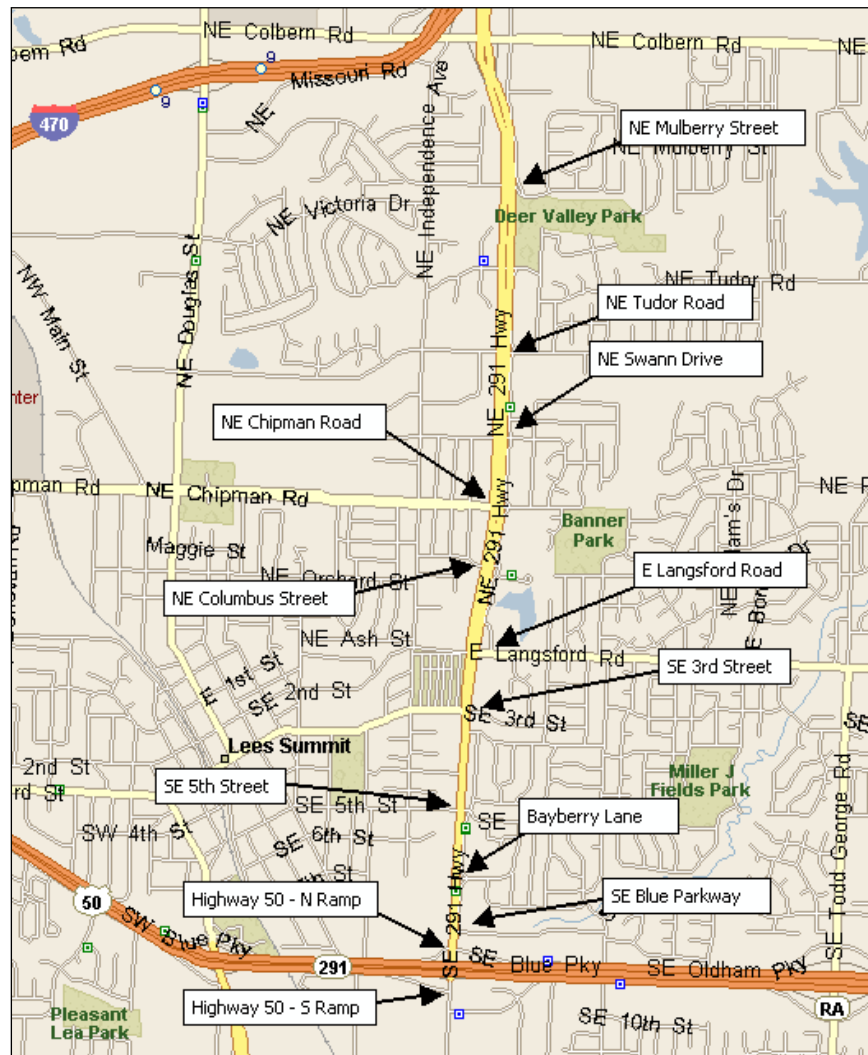 NE Colbern Rd
NE Colbern Rd
bern Rd
Missouri Rd
9
9
470
NE
NE Independence Ave
NE Mulberry Street
NE Mulberry St
NE Victoria Dr
Deer Valley Park
NE Douglas St
NW Main St
NE Tudor Rd
NE Tudor Road
NE 291 Hwy
NE Swann Drive
nter
NE Chipman Road
pman Rd
NE Chipman Rd
NE 291 Hwy
Banner
Park
am's Dr
Maggie St
NE Orchard St
E Langsford Road
NE Columbus Street
NE Ash St
E Langsford Rd
E 1st St
SE 2nd St
SE 3rd Street
SE 3rd St
SE
Lees Summit
2nd St
rd St
SE 5th Street
SE 5th St
Miller J
Fields Park
SW 4th St
SE 6th St
SE
Bayberry Lane
SE Todd George Rd
50
Highway 50 - N Ramp
SE 291 Hwy
SE Blue Parkway
SW Blue Pky
291
SE Blue Pky
SE Oldham Pky
Highway 50 - S Ramp
RA
Pleasant
Lea Park
SE 10th St